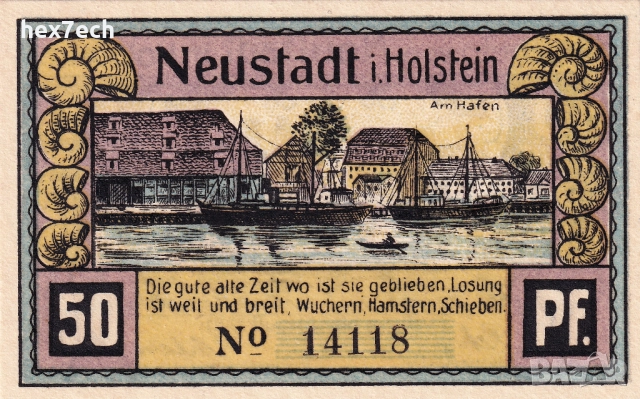 hex7ech
Neustadt i. Holstein
Am Hafen
Die gute alte Zeit wo ist sie geblieben, Losung
ist weit und breit, Wuchern, Hamstern, Schieben.
50
Pf.
No 14118
BAZAR